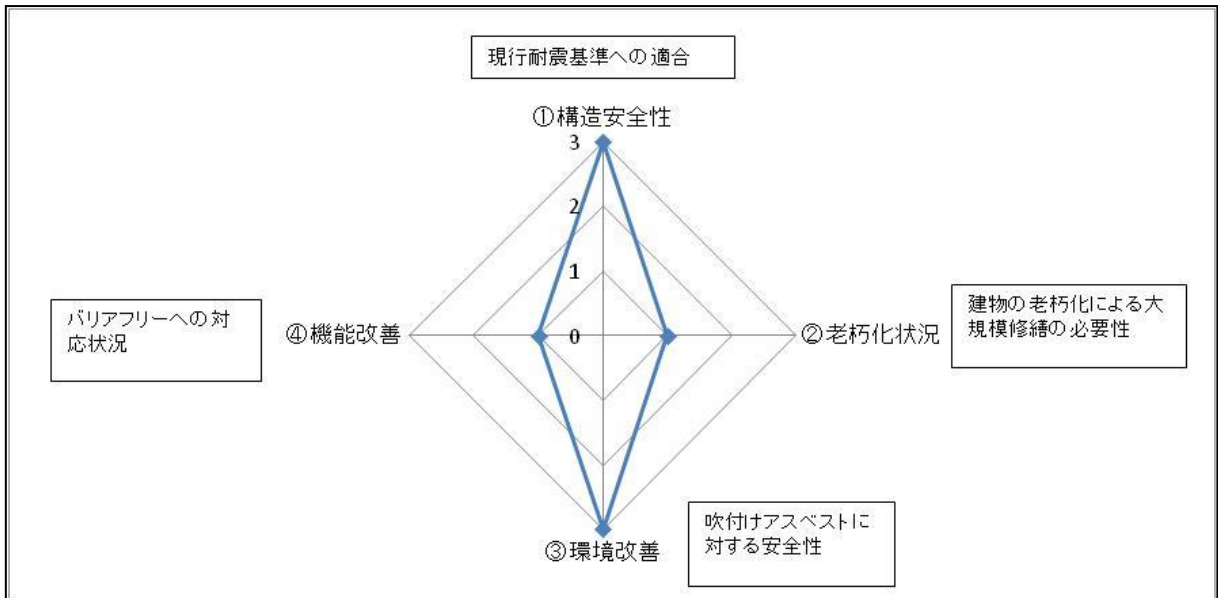 現行耐震基準への適合
①構造安全性
3
2
1
0
バリアフリーへの対
応状況
④機能改善
②老朽化状況
建物の老朽化による大
規模修繕の必要性
③環境改善
吹付けアスベストに
対する安全性